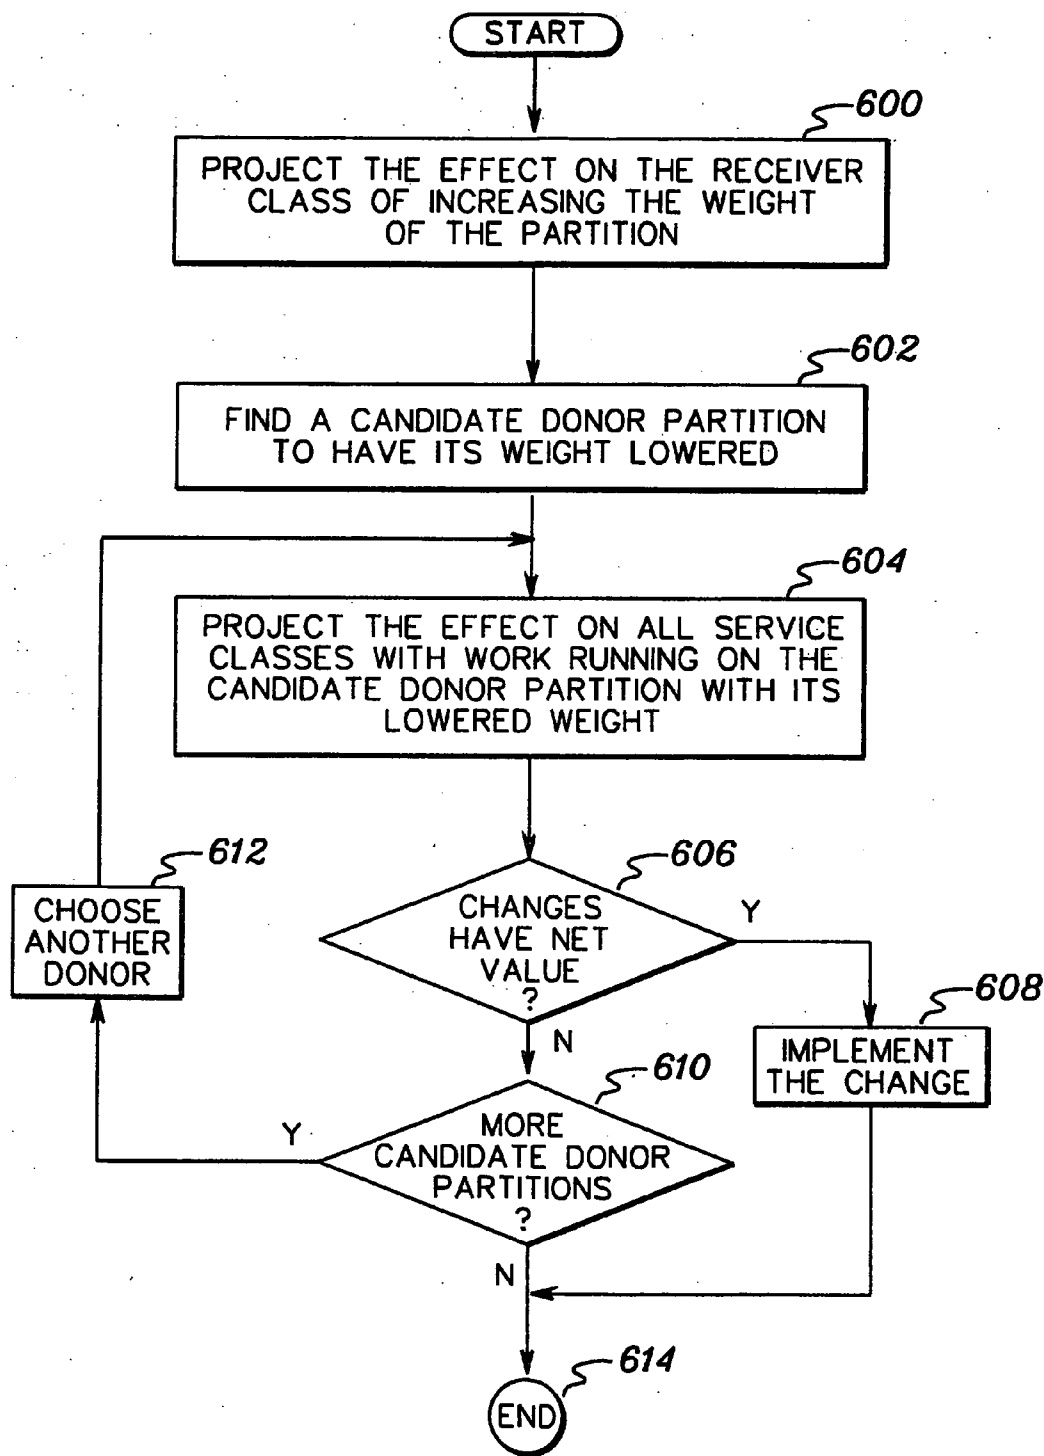 START
600
PROJECT THE EFFECT ON THE RECEIVER
CLASS OF INCREASING THE WEIGHT
OF THE PARTITION
602
FIND A CANDIDATE DONOR PARTITION
TO HAVE ITS WEIGHT LOWERED
604
PROJECT THE EFFECT ON ALL SERVICE
CLASSES WITH WORK RUNNING ON THE
CANDIDATE DONOR PARTITION WITH ITS
LOWERED WEIGHT
606
CHANGES
HAVE NET
VALUE
?
Y
N
608
IMPLEMENT
THE CHANGE
610
MORE
CANDIDATE DONOR
PARTITIONS
?
Y
N
612
CHOOSE
ANOTHER
DONOR
614
END